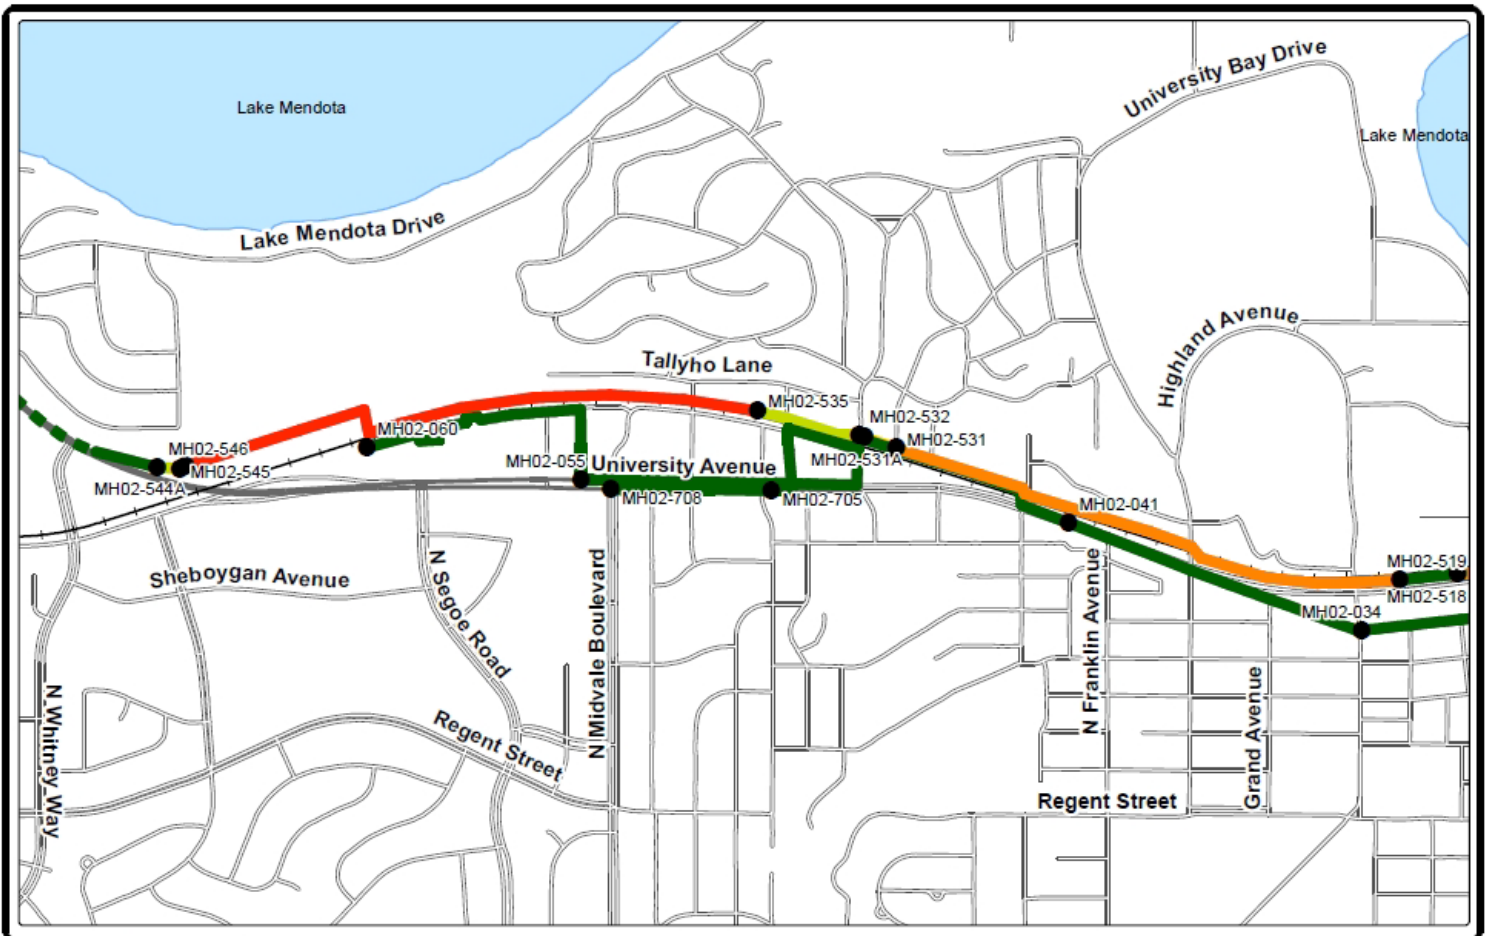 University Bay Drive
Lake Mendota
Lake Mendota
Lake Mendota Drive
Highland Avenue
Tallyho Lane
MH02-535
MH02-532
MH02-060
MH02-531
MH02-546
MH02-531A
MH02-055
University Avenue
MH02-545
MH02-544A
MH02-708
MH02-705
MH02-041
MH02-519
Sheboygan Avenue
MH02-518
MH02-034
N Segoe Road
N Midvale Boulevard
N Franklin Avenue
Grand Avenue
N Whitney Way
Regent Street
Regent Street